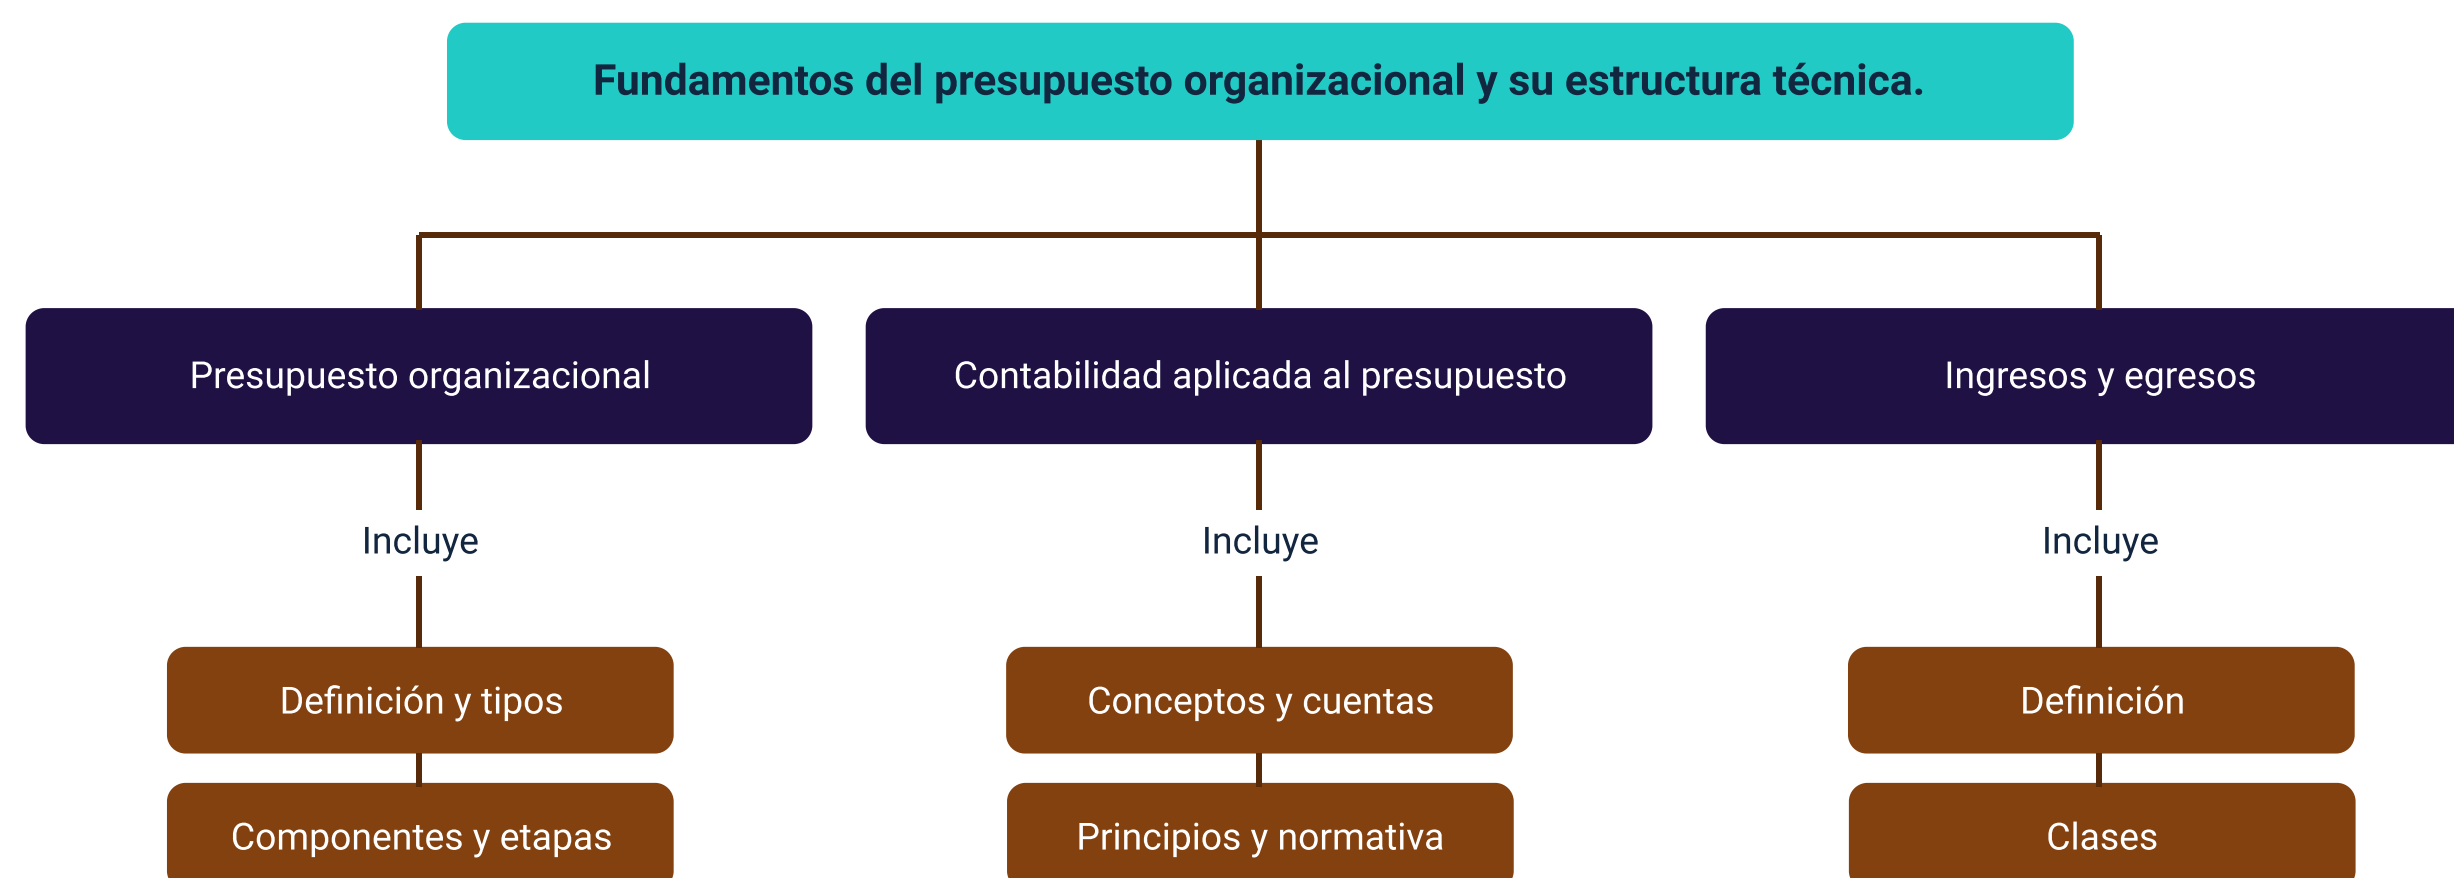 Fundamentos del presupuesto organizacional y su estructura técnica.
Presupuesto organizacional
Contabilidad aplicada al presupuesto
Ingresos y egresos
Incluye
Incluye
Incluye
Definición y tipos
Conceptos y cuentas
Definición
Componentes y etapas
Principios y normativa
Clases